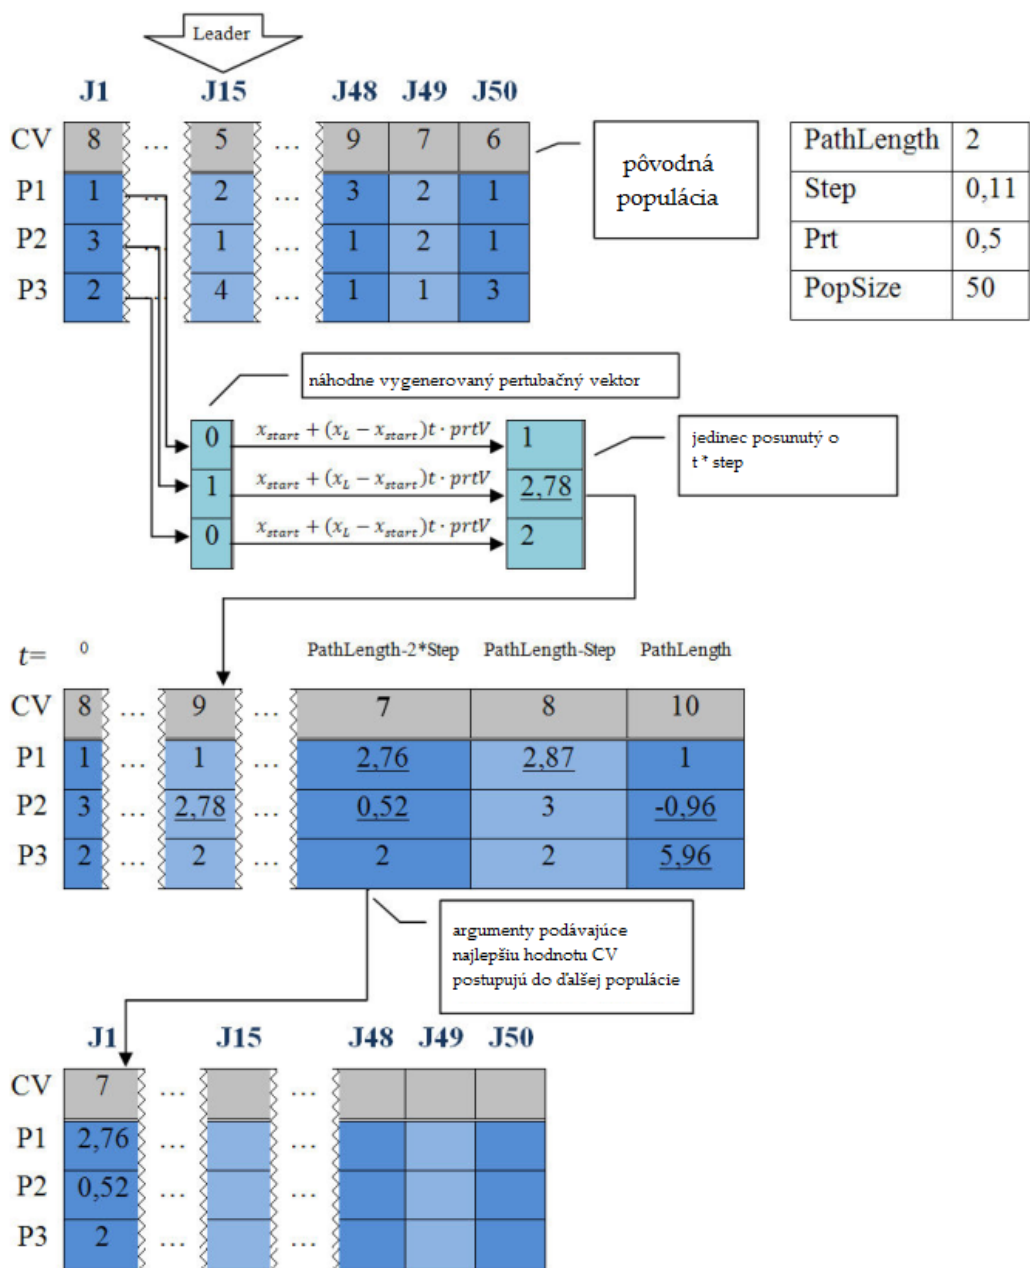 Leader
J1 J15 J48 J49 J50
CV 8 ... 5 ... 9 7 6
P1 1 ... 2 ... 3 2 1
P2 3 ... 1 ... 1 2 1
P3 2 ... 4 ... 1 1 3
pôvodná
populácia
PathLength 2
Step 0,11
Prt 0,5
PopSize 50
náhodne vygenerovaný pertubačný vektor
0 x_start + (x_L − x_start)t · prtV 1
1 x_start + (x_L − x_start)t · prtV 2,78
0 x_start + (x_L − x_start)t · prtV 2
jedinec posunutý o
t * step
t= 0 PathLength-2*Step PathLength-Step PathLength
CV 8 ... 9 ... 7 8 10
P1 1 ... 1 ... 2,76 2,87 1
P2 3 ... 2,78 ... 0,52 3 -0,96
P3 2 ... 2 ... 2 2 5,96
argumenty podávajúce
najlepšiu hodnotu CV
postupujú do ďalšej populácie
J1 J15 J48 J49 J50
CV 7 ... ...
P1 2,76 ... ...
P2 0,52 ... ...
P3 2 ... ...